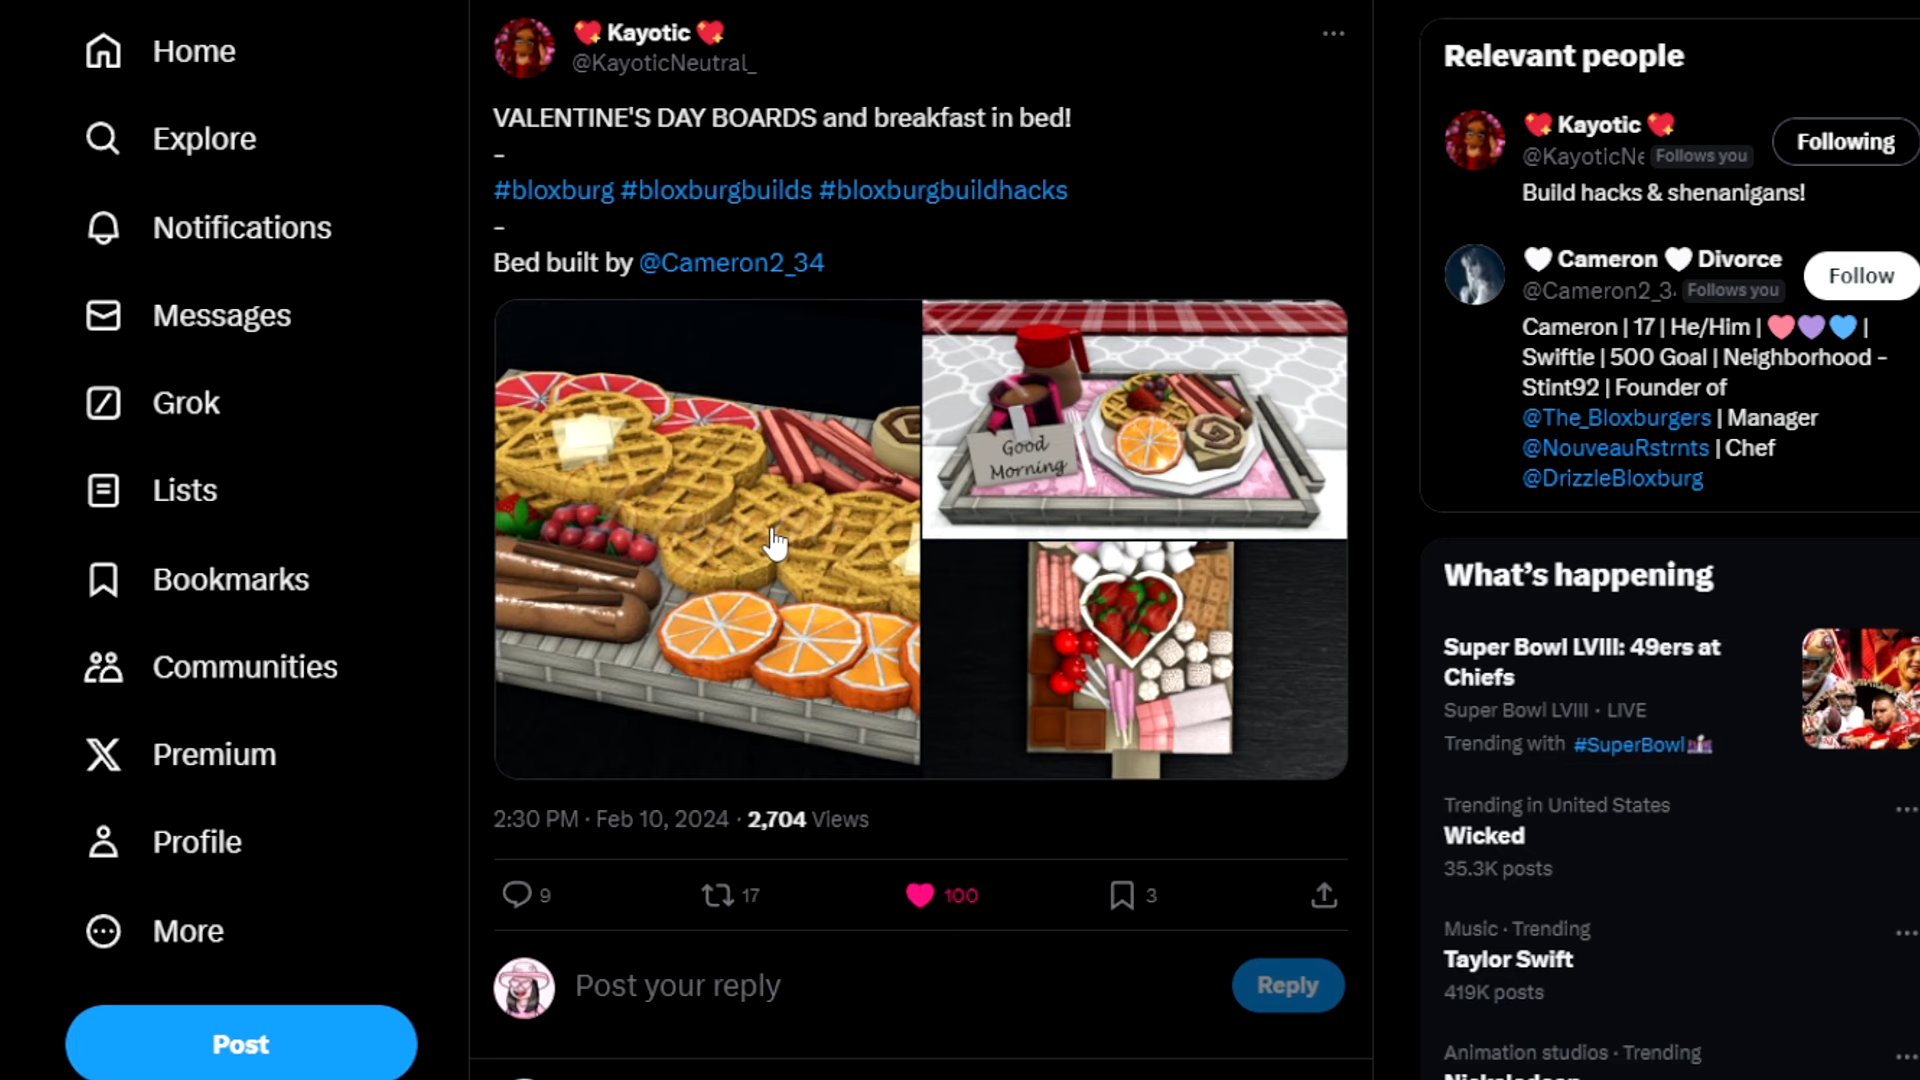 Home
Explore
Notifications
Messages
Grok
Lists
Bookmarks
Communities
Premium
Profile
More
Post
💖 Kayotic 💖
@KayoticNeutral_
VALENTINE'S DAY BOARDS and breakfast in bed!
-
#bloxburg #bloxburgbuilds #bloxburgbuildhacks
-
Bed built by @Cameron2_34
Good
Morning
2:30 PM · Feb 10, 2024 · 2,704 Views
9
17
100
3
Post your reply
Reply
Relevant people
💖 Kayotic 💖
@KayoticNe Follows you
Following
Build hacks & shenanigans!
🤍 Cameron 🤍 Divorce
@Cameron2_3. Follows you
Follow
Cameron | 17 | He/Him | 🩷💜🩵 |
Swiftie | 500 Goal | Neighborhood -
Stint92 | Founder of
@The_Bloxburgers | Manager
@NouveauRstrnts | Chef
@DrizzleBloxburg
What's happening
Super Bowl LVIII: 49ers at
Chiefs
Super Bowl LVIII · LIVE
Trending with #SuperBowl
Trending in United States
Wicked
35.3K posts
Music · Trending
Taylor Swift
419K posts
Animation studios · Trending